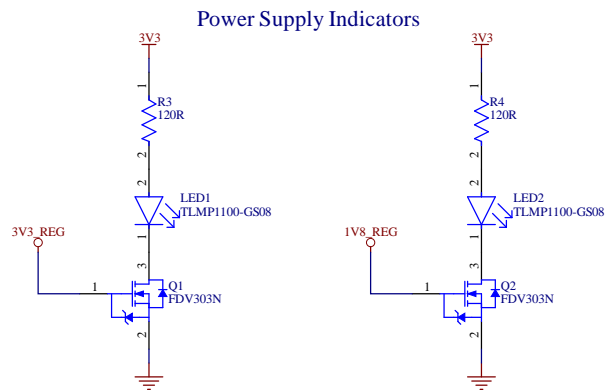 Power Supply Indicators
3V3
3V3
1
1
R3
120R
R4
120R
2
2
2
2
LED1
TLMP1100-GS08
LED2
TLMP1100-GS08
1
1
3V3_REG
1V8_REG
3
3
1
Q1
FDV303N
1
Q2
FDV303N
2
2